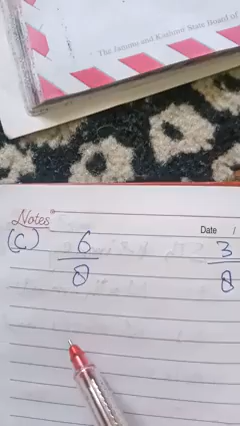 The Jammu and Kashmir State Board of
Notes
Date /
(C) 6/8 3/8